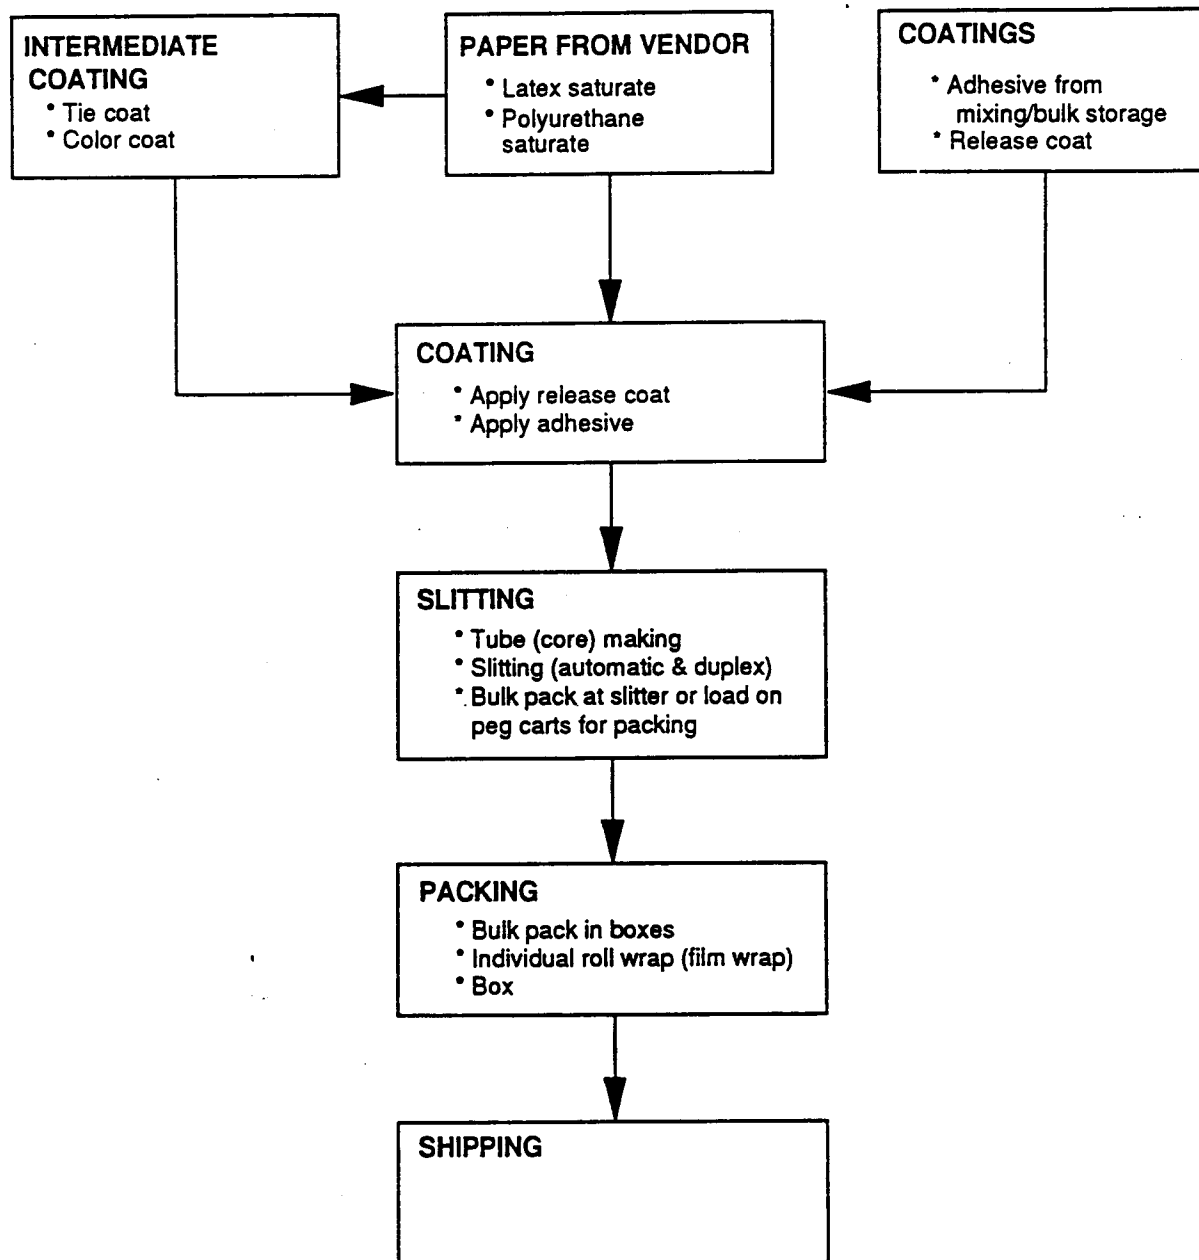 INTERMEDIATE
COATING
* Tie coat
* Color coat
PAPER FROM VENDOR
* Latex saturate
* Polyurethane
saturate
COATINGS
* Adhesive from
mixing/bulk storage
* Release coat
COATING
* Apply release coat
* Apply adhesive
SLITTING
* Tube (core) making
* Slitting (automatic & duplex)
* Bulk pack at slitter or load on
peg carts for packing
PACKING
* Bulk pack in boxes
* Individual roll wrap (film wrap)
* Box
SHIPPING